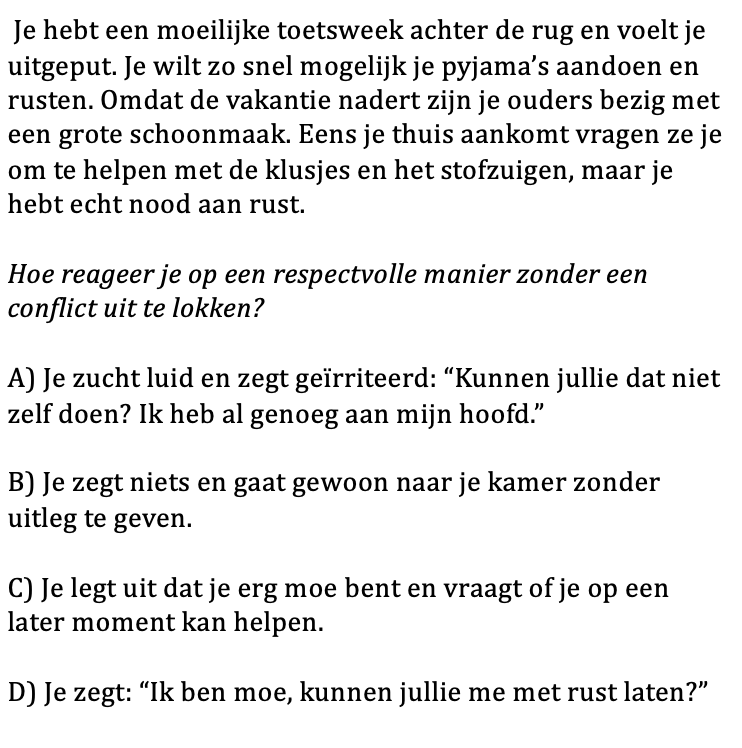 Je hebt een moeilijke toetsweek achter de rug en voelt je
uitgeput. Je wilt zo snel mogelijk je pyjama’s aandoen en
rusten. Omdat de vakantie nadert zijn je ouders bezig met
een grote schoonmaak. Eens je thuis aankomt vragen ze je
om te helpen met de klusjes en het stofzuigen, maar je
hebt echt nood aan rust.
Hoe reageer je op een respectvolle manier zonder een
conflict uit te lokken?
A) Je zucht luid en zegt geïrriteerd: “Kunnen jullie dat niet
zelf doen? Ik heb al genoeg aan mijn hoofd.”
B) Je zegt niets en gaat gewoon naar je kamer zonder
uitleg te geven.
C) Je legt uit dat je erg moe bent en vraagt of je op een
later moment kan helpen.
D) Je zegt: “Ik ben moe, kunnen jullie me met rust laten?”